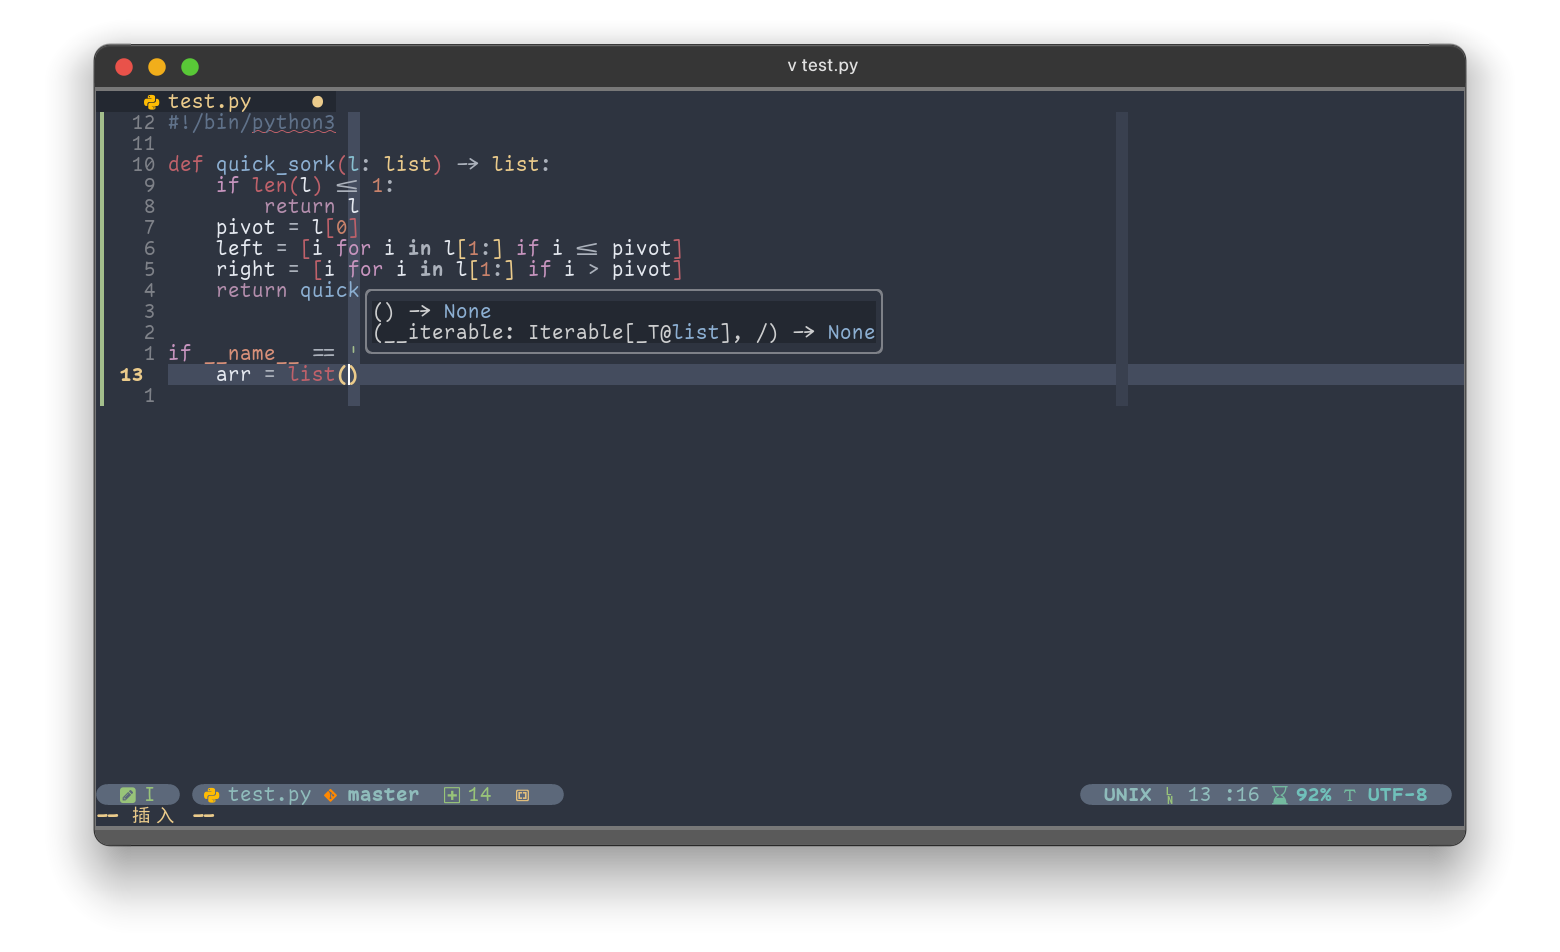 v test.py
test.py
12 #!/bin/python3
11
10 def quick_sork(l: list) -> list:
9     if len(l) <= 1:
8         return l
7     pivot = l[0]
6     left = [i for i in l[1:] if i <= pivot]
5     right = [i for i in l[1:] if i > pivot]
4     return quick
3 () -> None
2 (__iterable: Iterable[_T@list], /) -> None
1 if __name__ == '
13     arr = list()
1
I test.py master 14 UNIX LN 13 :16 92% T UTF-8
-- 插入 --